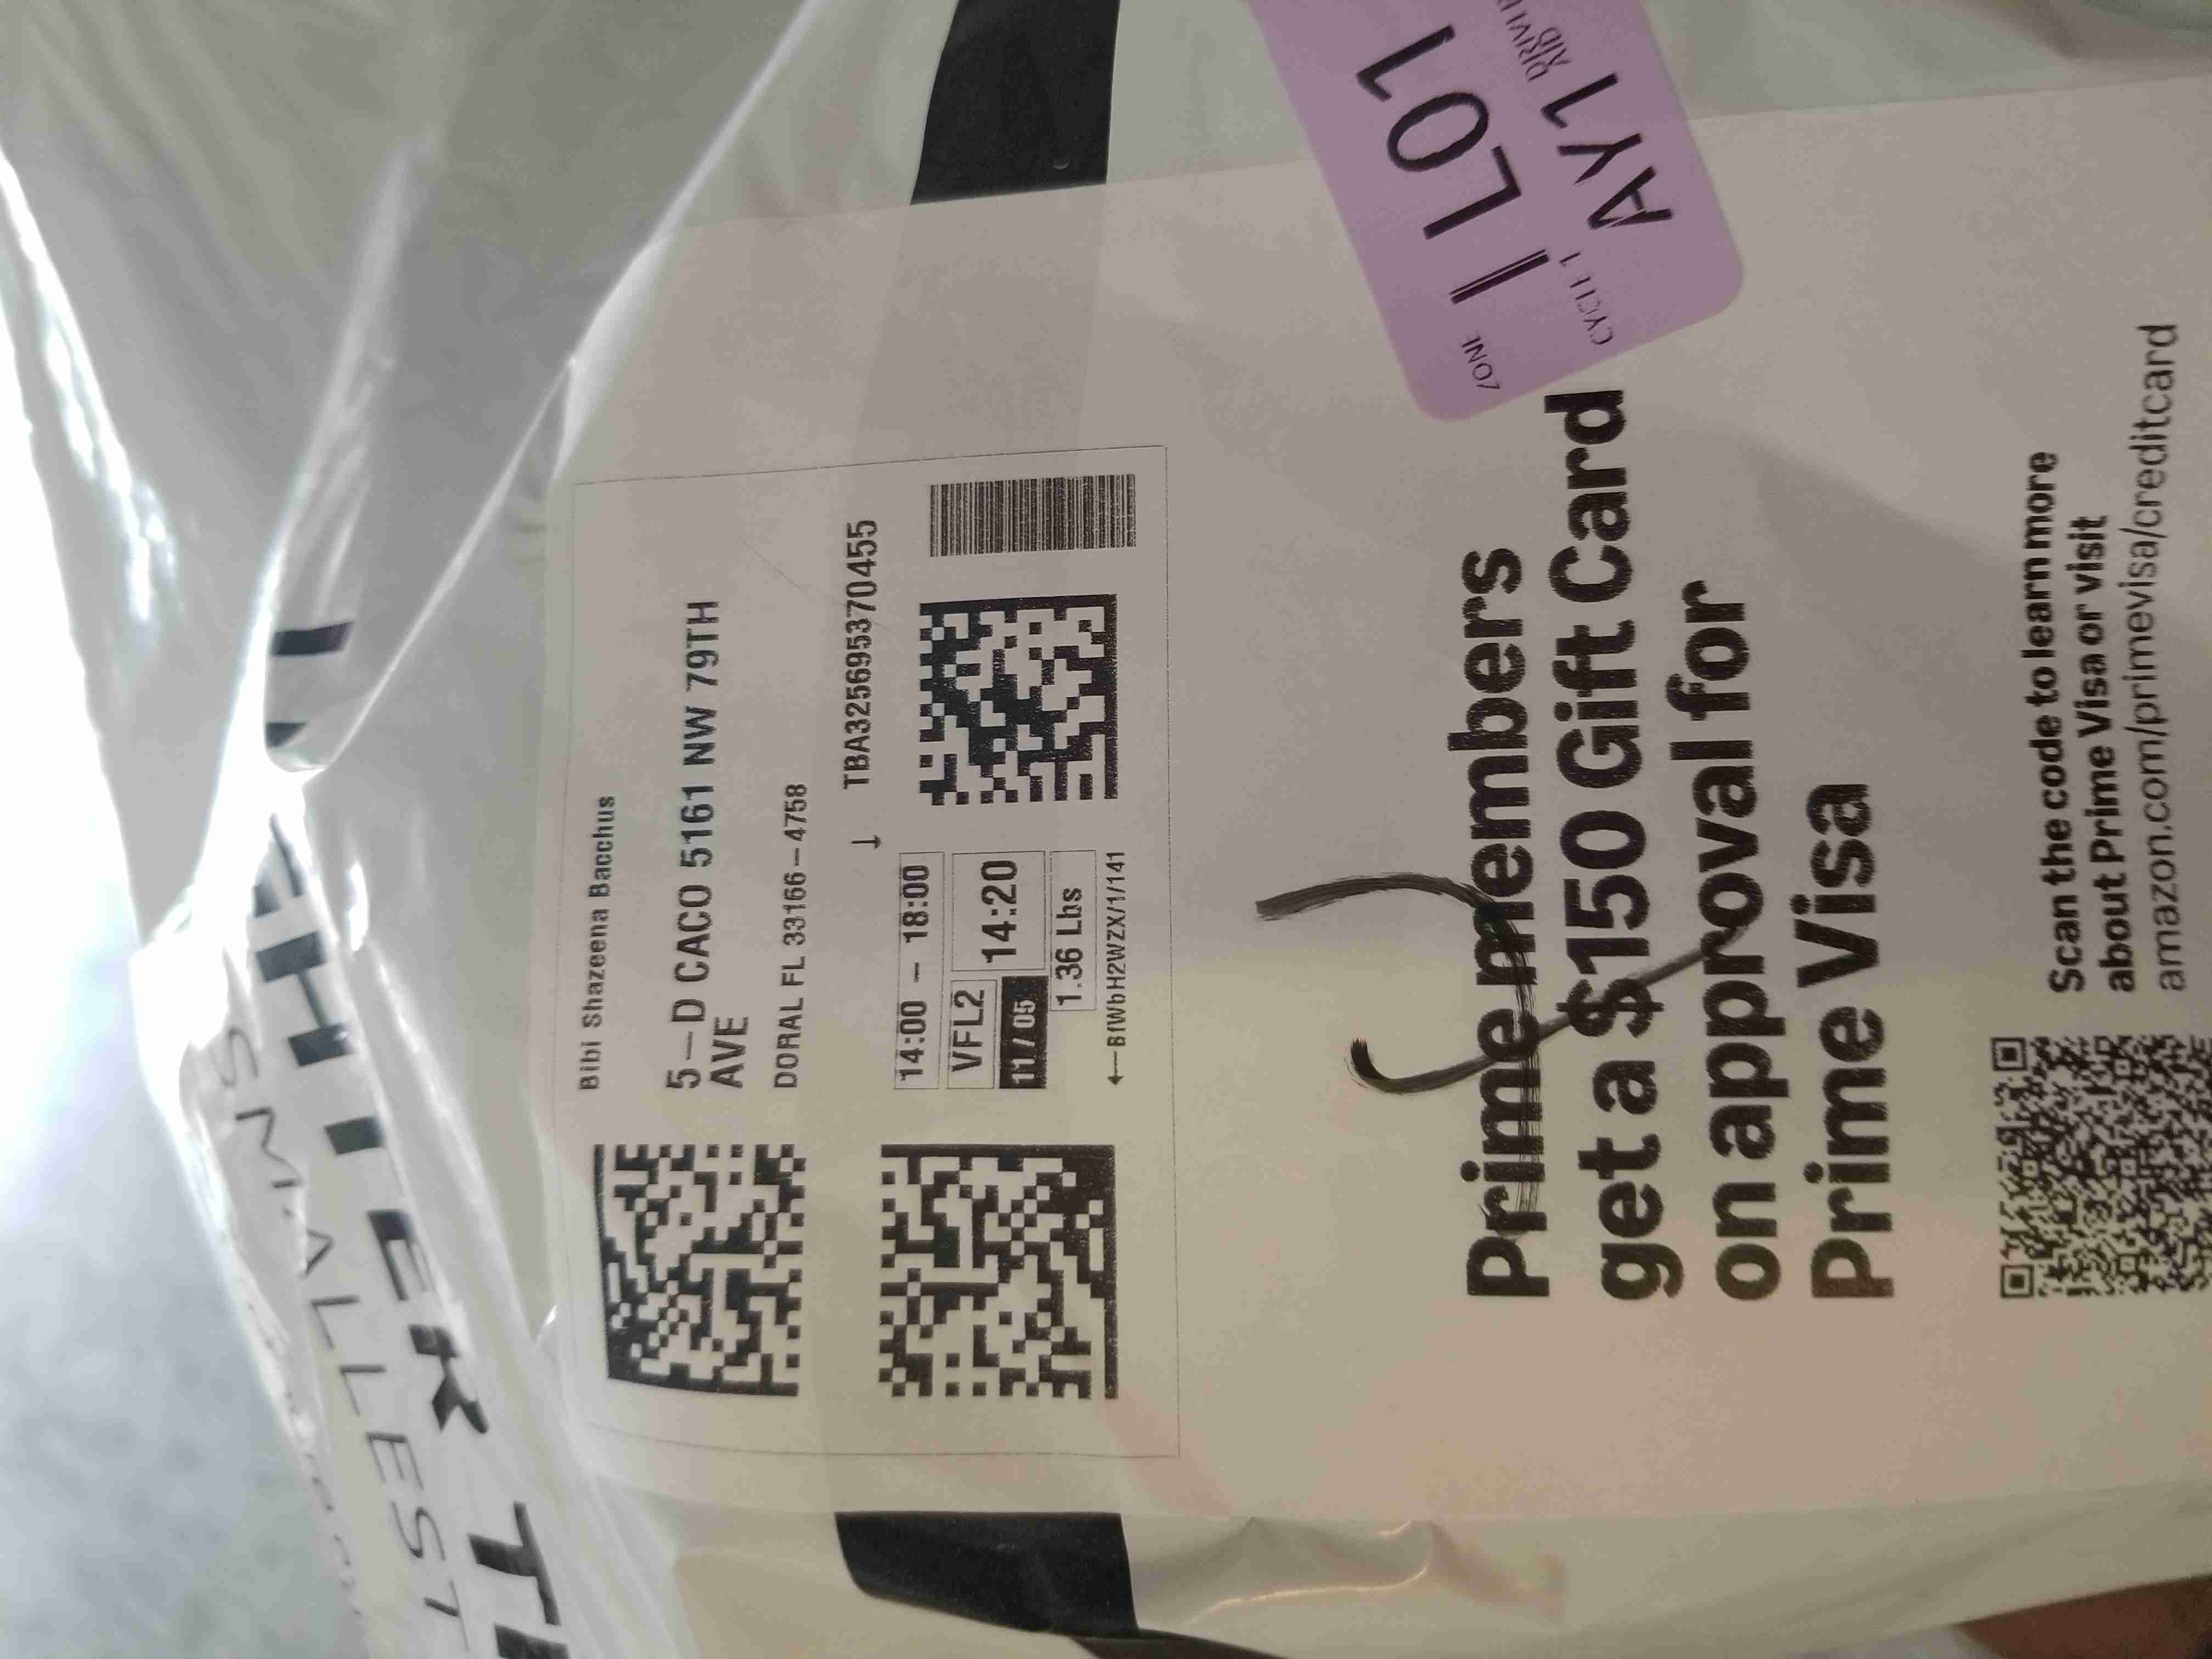 Bibi Shazeena Bacchus
5-D CACO 5161 NW 79TH
AVE
DORAL FL 33166-4758
↓ TBA325695370455
14:00 - 18:00
VFL2 14:20
11/05
1.36 Lbs
←BfWbH2WZX/1/141
ZONE L01
CYCLE 1 AY1
Prime members
get a $150 Gift Card
on approval for
Prime Visa
Scan the code to learn more
about Prime Visa or visit
amazon.com/primevisa/creditcard
SMALLEST